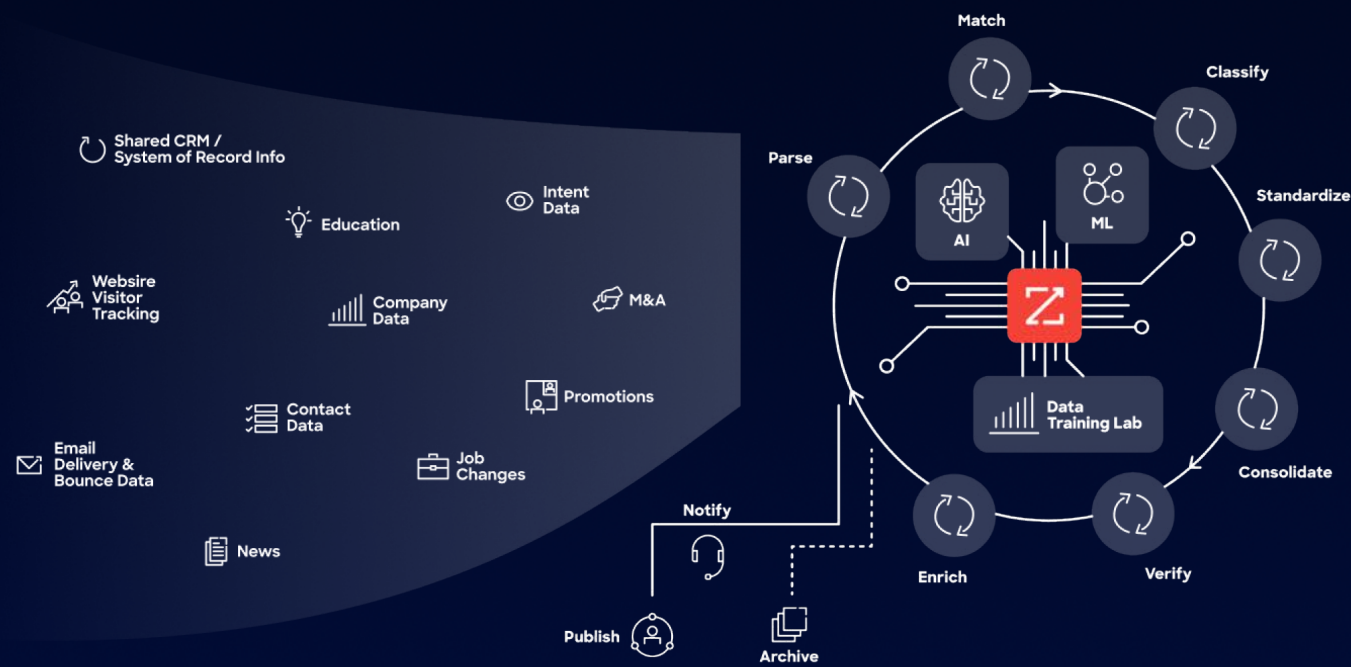 Shared CRM /
System of Record Info
Education
Intent
Data
Websire
Visitor
Tracking
Company
Data
M&A
Contact
Data
Promotions
Email
Delivery &
Bounce Data
Job
Changes
News
Notify
Publish
Archive
Parse
Match
Classify
Standardize
Consolidate
Verify
Enrich
AI
ML
Data
Training Lab